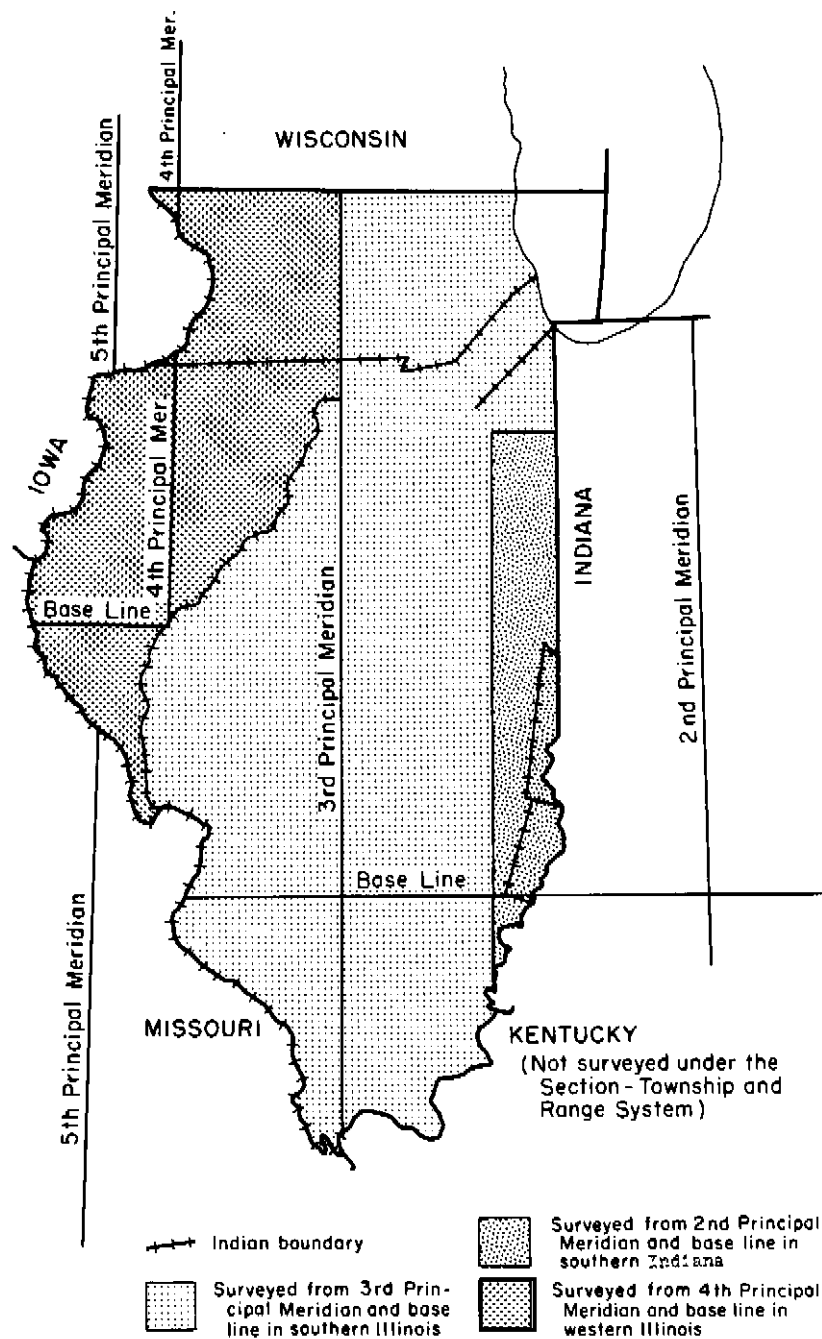 4th Principal Mer.
WISCONSIN
5th Principal Meridian
IOWA
4th Principal Mer
Base Line
3rd Principal Meridian
INDIANA
2nd Principal Meridian
Base Line
5th Principal Meridian
MISSOURI
KENTUCKY
(Not surveyed under the
Section-Township and
Range System)
Indian boundary
Surveyed from 3rd Prin-
cipal Meridian and base
line in southern Illinois
Surveyed from 2nd Principal
Meridian and base line in
southern Indiana
Surveyed from 4th Principal
Meridian and base line in
western Illinois